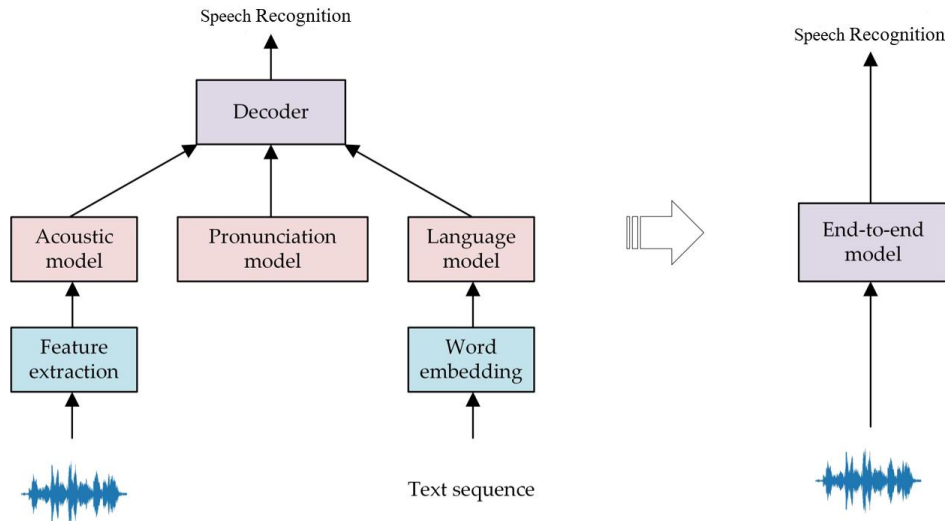 Speech Recognition
Decoder
Acoustic
model
Pronunciation
model
Language
model
Feature
extraction
Word
embedding
Text sequence
Speech Recognition
End-to-end
model